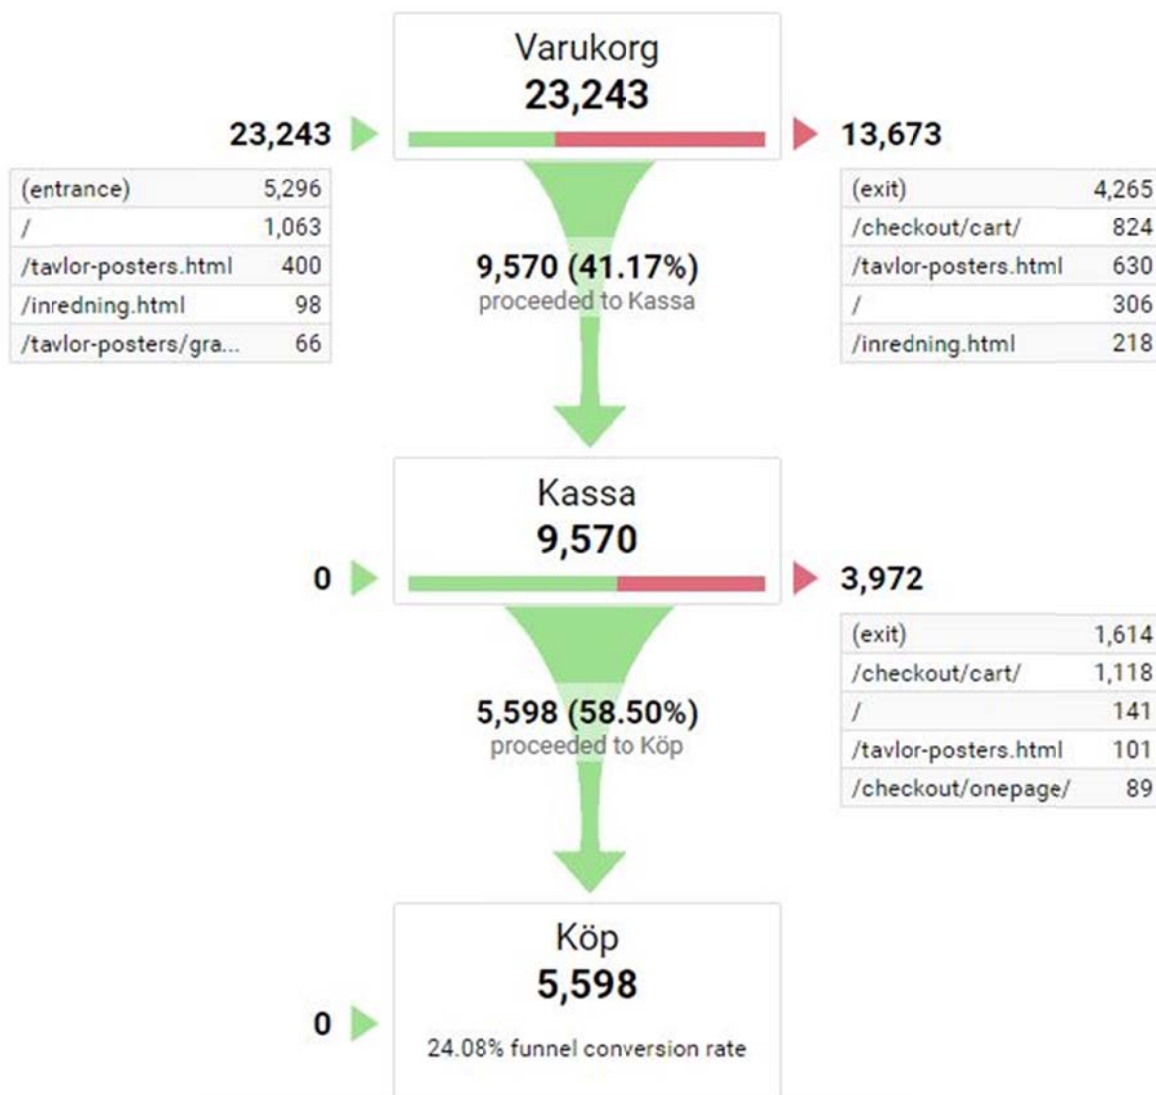 Varukorg
23,243
23,243
13,673
(entrance) 5,296
/ 1,063
/tavlor-posters.html 400
/inredning.html 98
/tavlor-posters/gra... 66
(exit) 4,265
/checkout/cart/ 824
/tavlor-posters.html 630
/ 306
/inredning.html 218
9,570 (41.17%)
proceeded to Kassa
Kassa
9,570
0
3,972
(exit) 1,614
/checkout/cart/ 1,118
/ 141
/tavlor-posters.html 101
/checkout/onepage/ 89
5,598 (58.50%)
proceeded to Köp
Köp
5,598
0
24.08% funnel conversion rate